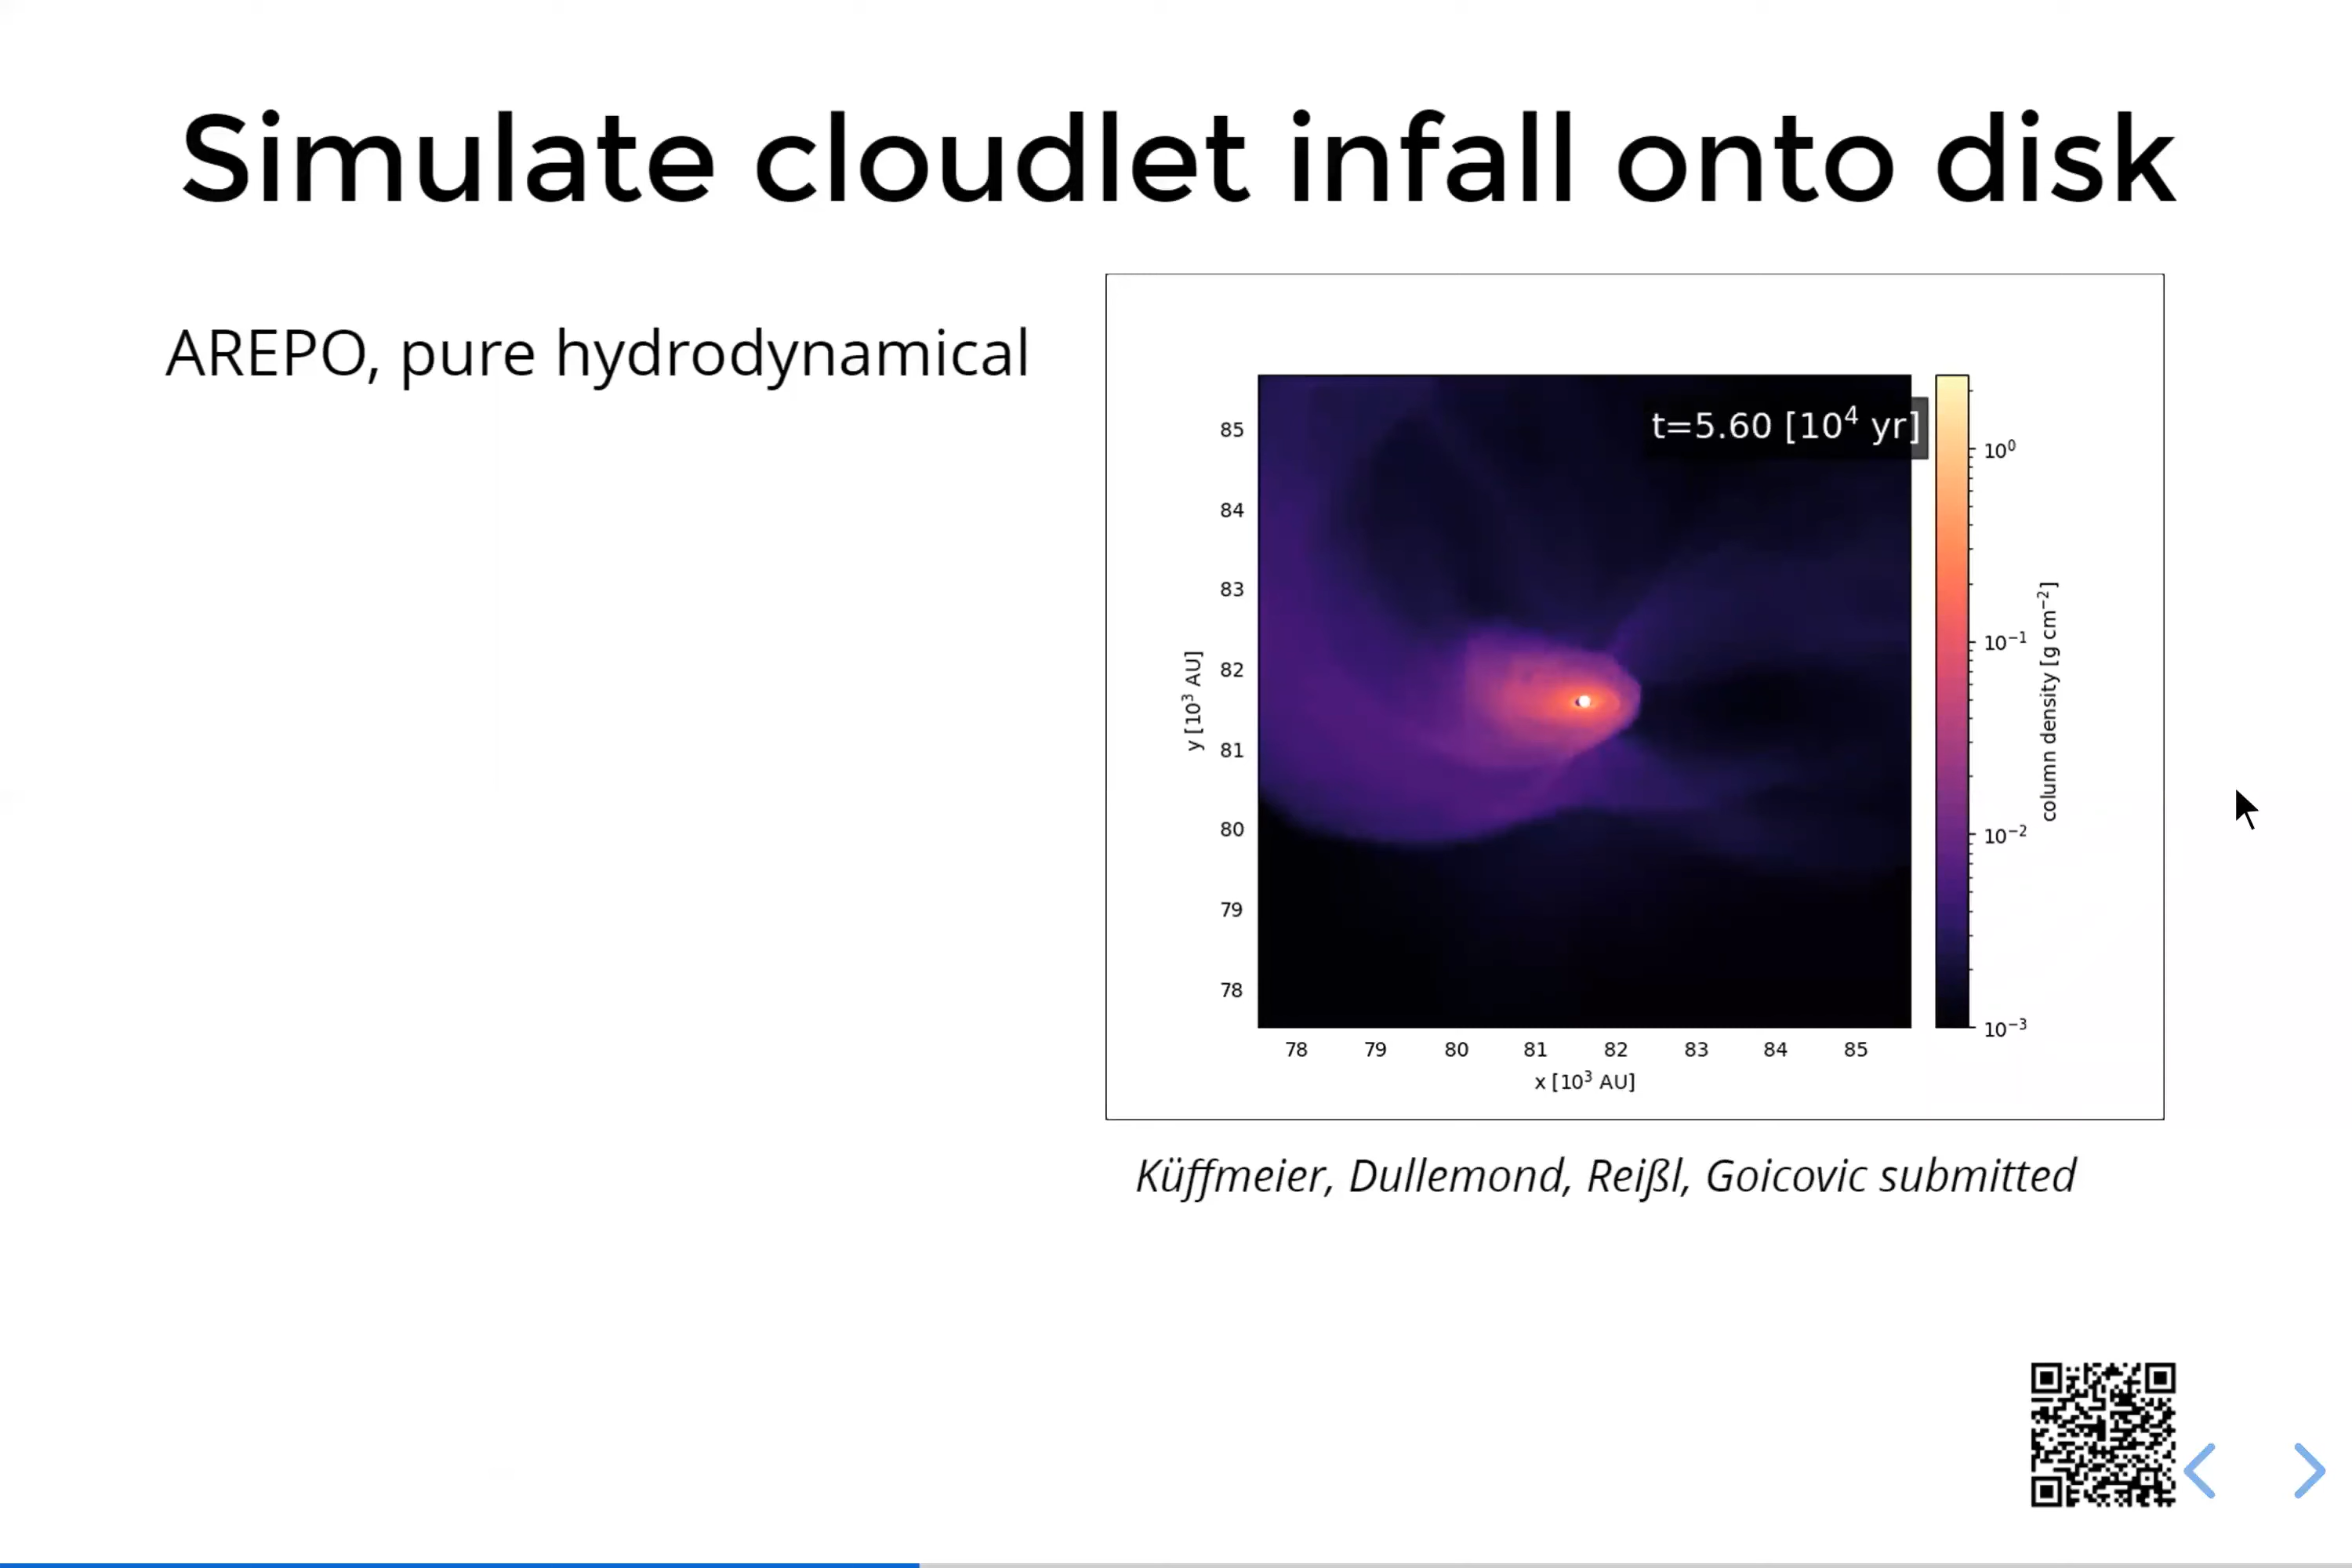 Simulate cloudlet infall onto disk
AREPO, pure hydrodynamical
t=5.60 [10⁴ yr]
85
84
83
82
81
80
79
78
y [10³ AU]
78 79 80 81 82 83 84 85
x [10³ AU]
10⁰
10⁻¹
10⁻²
10⁻³
column density [g cm⁻²]
Küffmeier, Dullemond, Reißl, Goicovic submitted